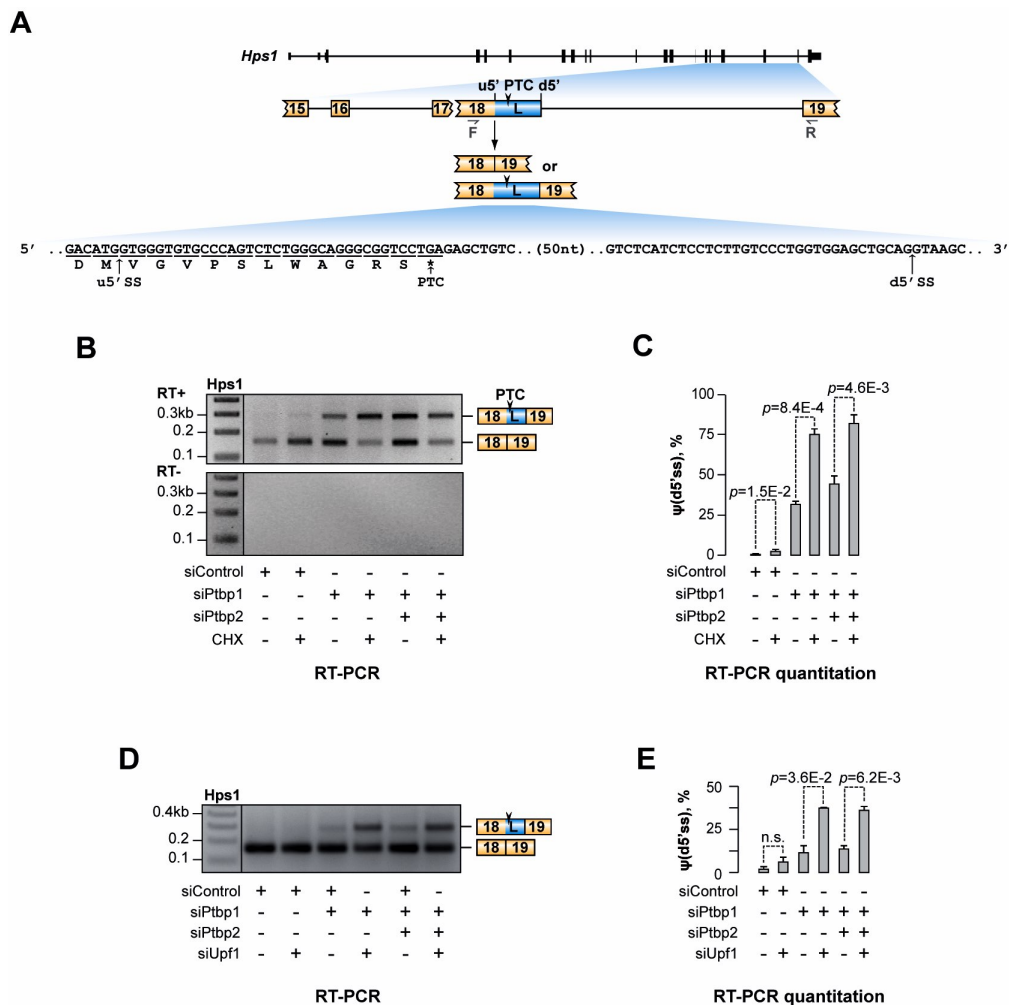 A
Hps1
u5' PTC d5'
15 16 17 18 L 19
F R
18 19 or
18 L 19
5' ..GACATGGTGGGTGTGCCCAGTCTCTGGGCAGGGCGGTCCTGAGAGCTGTC..(50nt)..GTCTCATCTCCTCTTGTCCCTGGTGGAGCTGCAGGTAAGC.. 3'
D M V G V P S L W A G R S *
u5'SS PTC d5'SS
B
RT+ Hps1
PTC
0.3kb 18 L 19
0.2
18 19
0.1
RT-
0.3kb
0.2
0.1
siControl + + - - - -
siPtbp1 - - + + + +
siPtbp2 - - - - + +
CHX - + - + - +
RT-PCR
C
ψ(d5'ss), %
100
75
50
25
0
p=1.5E-2
p=8.4E-4
p=4.6E-3
siControl + + - - - -
siPtbp1 - - + + + +
siPtbp2 - - - - + +
CHX - + - + - +
RT-PCR quantitation
D
Hps1
0.4kb
18 L 19
0.2
18 19
0.1
siControl + + + - + -
siPtbp1 - - + + + +
siPtbp2 - - - - + +
siUpf1 - + - + - +
RT-PCR
E
ψ(d5'ss), %
50
25
0
n.s.
p=3.6E-2
p=6.2E-3
siControl + + - - - -
siPtbp1 - - + + + +
siPtbp2 - - - - + +
siUpf1 - + - + - +
RT-PCR quantitation